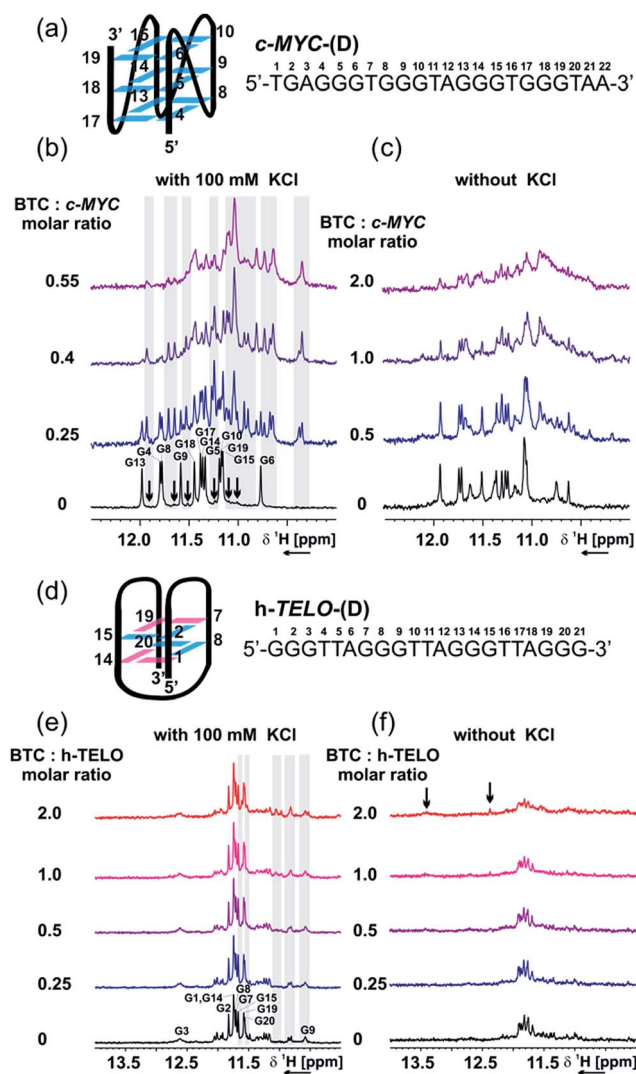 (a)
3' 15 10
19 6
14 9
18 5
13 8
17 4
5'
c-MYC-(D)
1 2 3 4 5 6 7 8 9 10 11 12 13 14 15 16 17 18 19 20 21 22
5'-TGAGGGTGGGTAGGGTGGGTAA-3'
(b) with 100 mM KCl
BTC : c-MYC
molar ratio
0.55
0.4
0.25
G17
G4 G8 G18 G14 G10
G13 G9 G5 G19
G15 G6
0
12.0 11.5 11.0
δ ¹H [ppm]
(c) without KCl
BTC : c-MYC
molar ratio
2.0
1.0
0.5
0
12.0 11.5 11.0
δ ¹H [ppm]
(d)
19 7
15 2
20 8
14 1
3' 5'
h-TELO-(D)
1 2 3 4 5 6 7 8 9 10 11 12 13 14 15 16 17 18 19 20 21
5'-GGGTTAGGGTTAGGGTTAGGG-3'
(e) with 100 mM KCl
BTC : h-TELO
molar ratio
2.0
1.0
0.5
0.25
G8
G1,G14 G7 G15
G2 G19
G3 G20 G9
0
13.5 12.5 11.5
δ ¹H [ppm]
(f) without KCl
BTC : h-TELO
molar ratio
2.0
1.0
0.5
0.25
0
13.5 12.5 11.5
δ ¹H [ppm]